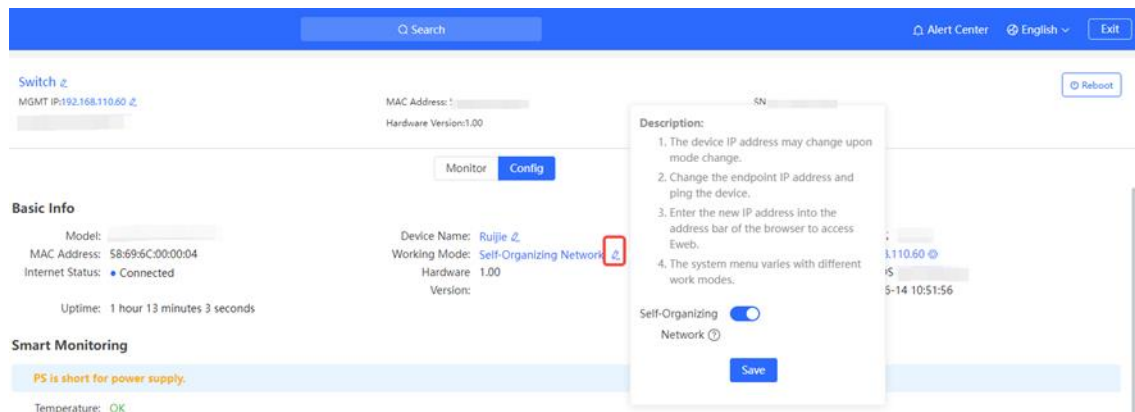 Search
Alert Center
English
Exit
Switch
MGMT IP:192.168.110.60
MAC Address:
SN
Reboot
Hardware Version:1.00
Monitor
Config
Description:
1. The device IP address may change upon
mode change.
2. Change the endpoint IP address and
ping the device.
3. Enter the new IP address into the
address bar of the browser to access
Eweb.
4. The system menu varies with different
work modes.
Self-Organizing
Network
Save
Basic Info
Model:
Device Name: Ruijie
MAC Address: 58:69:6C:00:00:04
Working Mode: Self-Organizing Network
.110.60
Internet Status: Connected
Hardware 1.00
Version:
-14 10:51:56
Uptime: 1 hour 13 minutes 3 seconds
Smart Monitoring
PS is short for power supply.
Temperature: OK